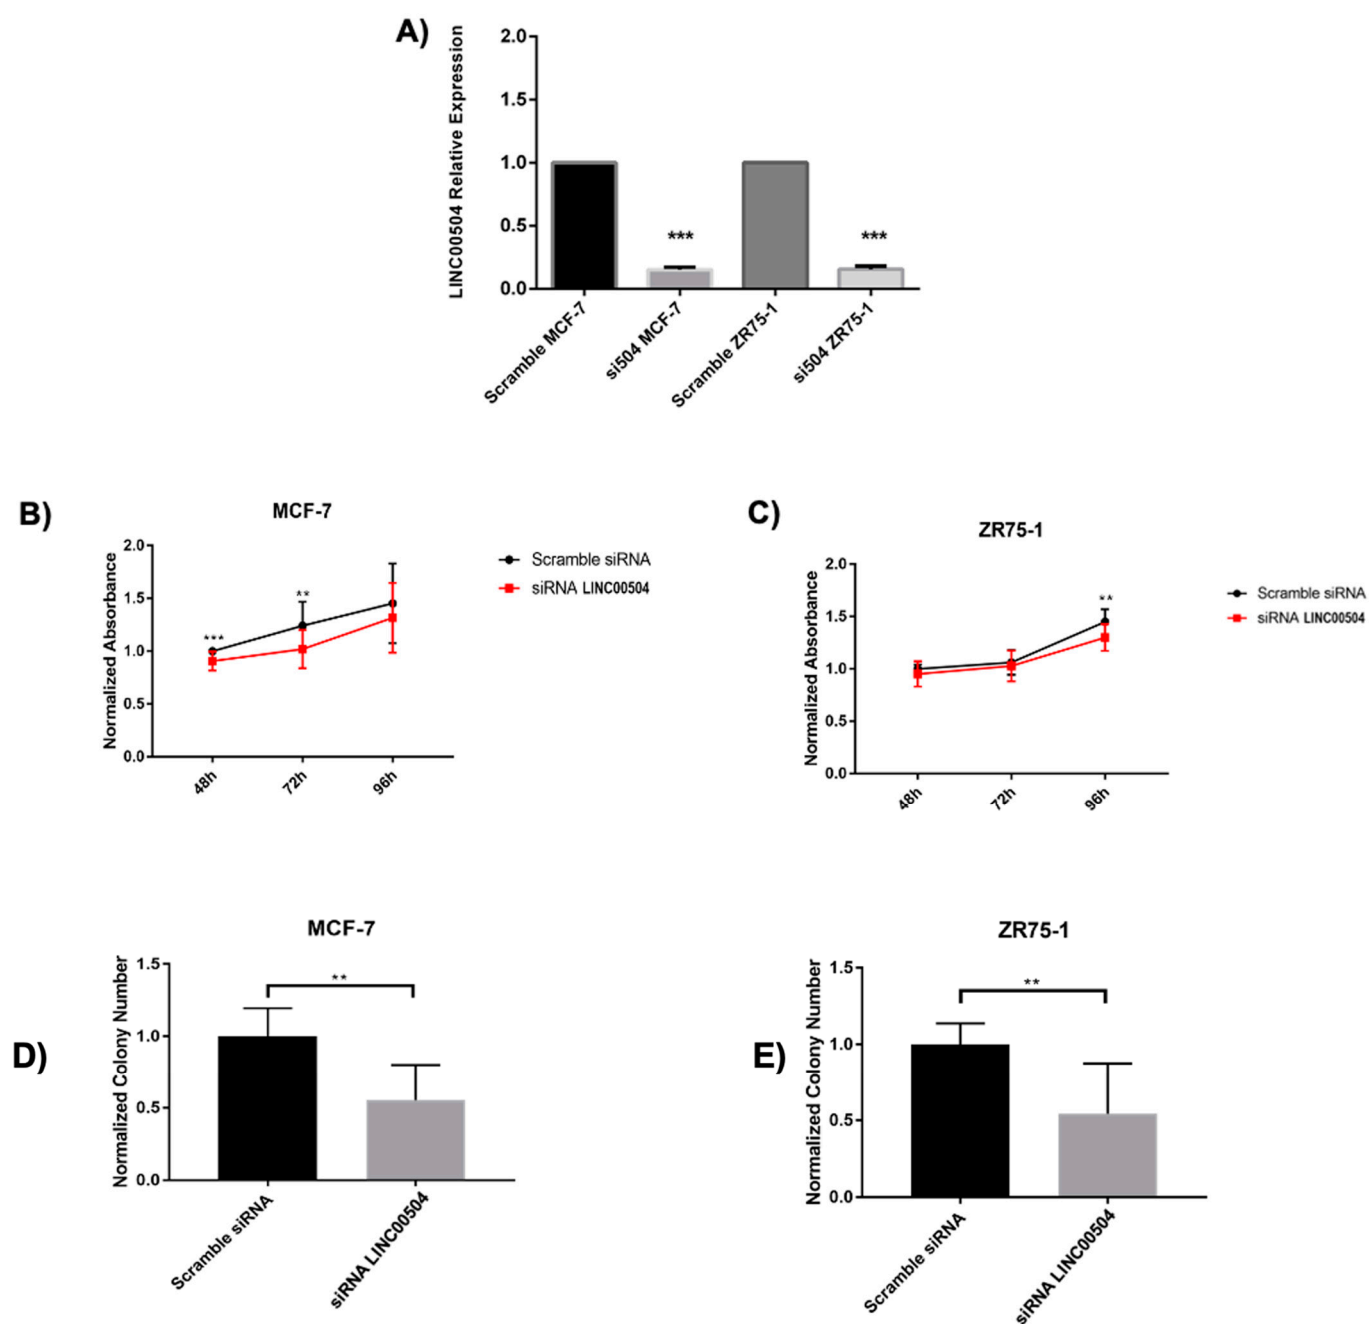 A)
LINC00504 Relative Expression
2.0
1.5
1.0
0.5
0.0
***
***
Scramble MCF-7
si504 MCF-7
Scramble ZR75-1
si504 ZR75-1
B)
MCF-7
Normalized Absorbance
2.0
1.5
1.0
0.5
0.0
***
**
48h
72h
96h
Scramble siRNA
siRNA LINC00504
C)
ZR75-1
Normalized Absorbance
2.0
1.5
1.0
0.5
0.0
**
48h
72h
96h
Scramble siRNA
siRNA LINC00504
D)
MCF-7
Normalized Colony Number
1.5
1.0
0.5
0.0
**
Scramble siRNA
siRNA LINC00504
E)
ZR75-1
Normalized Colony Number
1.5
1.0
0.5
0.0
**
Scramble siRNA
siRNA LINC00504